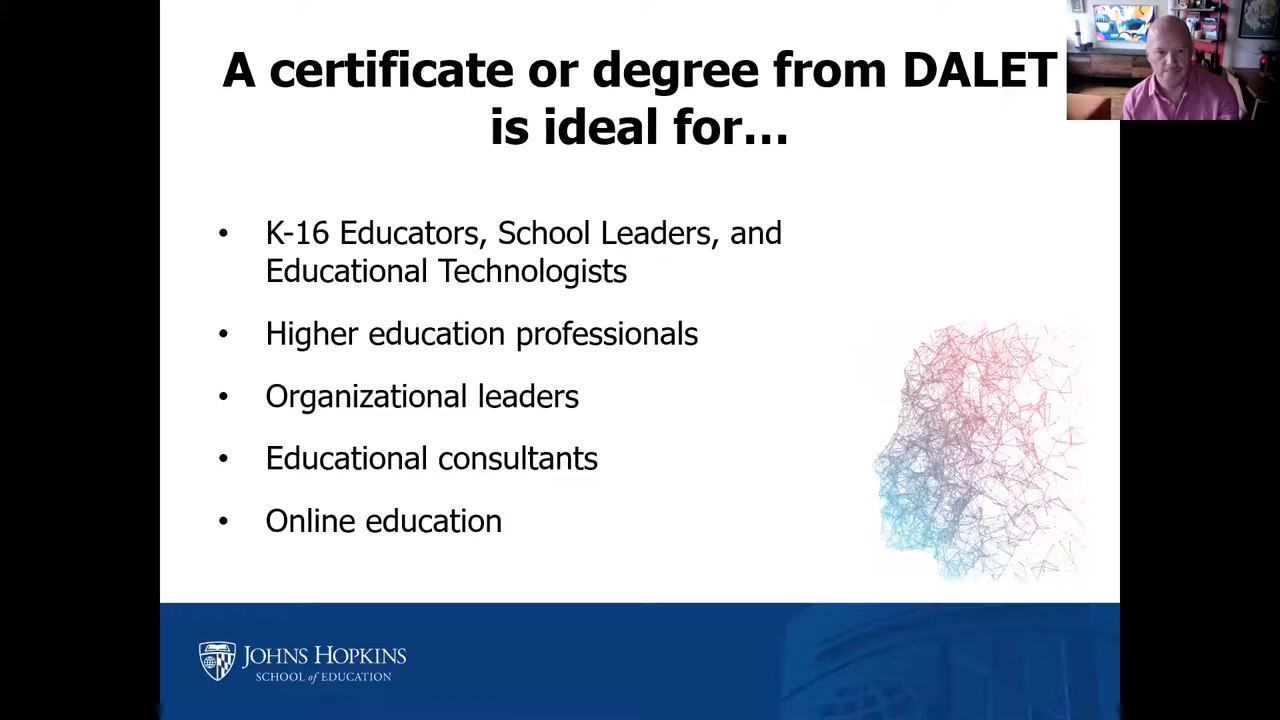 A certificate or degree from DALET
is ideal for...
• K-16 Educators, School Leaders, and
Educational Technologists
• Higher education professionals
• Organizational leaders
• Educational consultants
• Online education
JOHNS HOPKINS
SCHOOL of EDUCATION